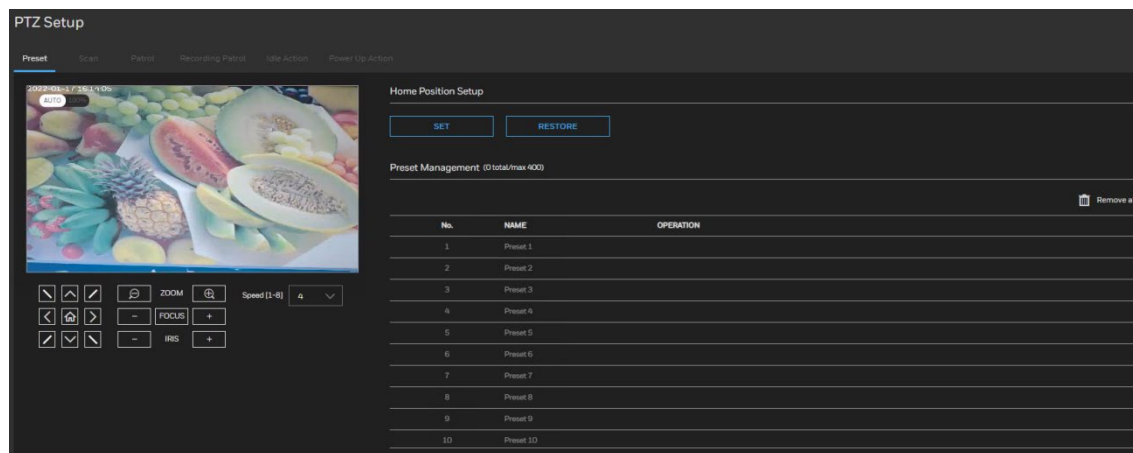 PTZ Setup
Preset Scan Patrol Recording Patrol Idle Action Power Up Action
2022-01-17 16:14:05
AUTO 100%
Home Position Setup
SET RESTORE
Preset Management (0 total/max 400)
Remove a
No. NAME OPERATION
1 Preset 1
2 Preset 2
3 Preset 3
4 Preset 4
5 Preset 5
6 Preset 6
7 Preset 7
8 Preset 8
9 Preset 9
10 Preset 10
ZOOM Speed [1-8] 4
- FOCUS +
- IRIS +